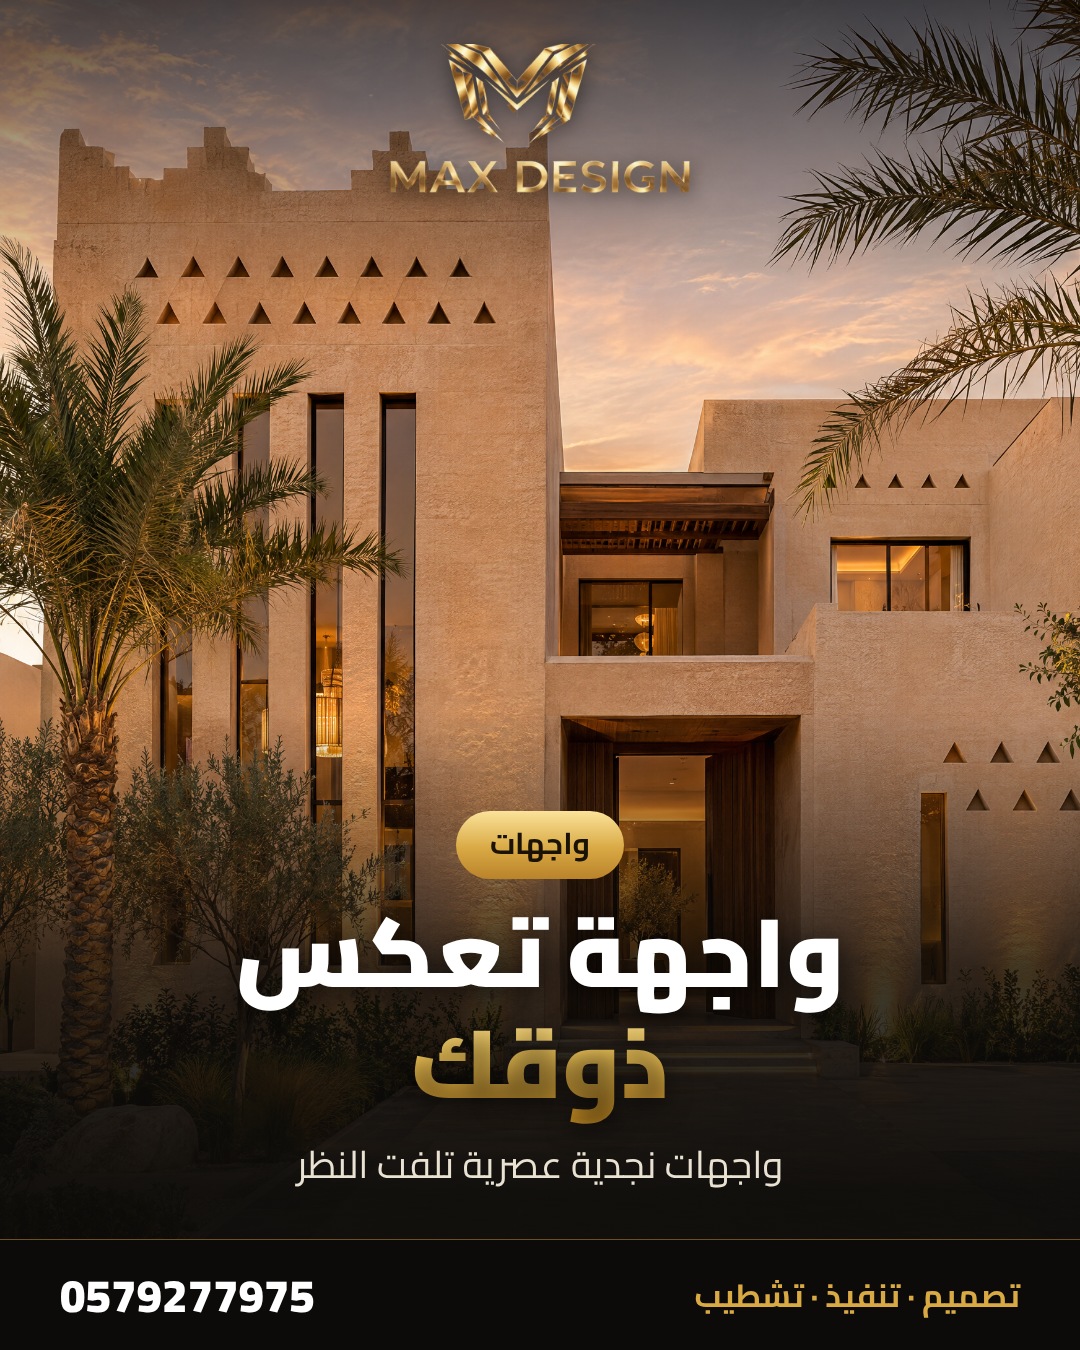 MAX DESIGN
واجهات
واجهة تعكس
ذوقك
واجهات نجدية عصرية تلفت النظر
تصميم · تنفيذ · تشطيب
0579277975